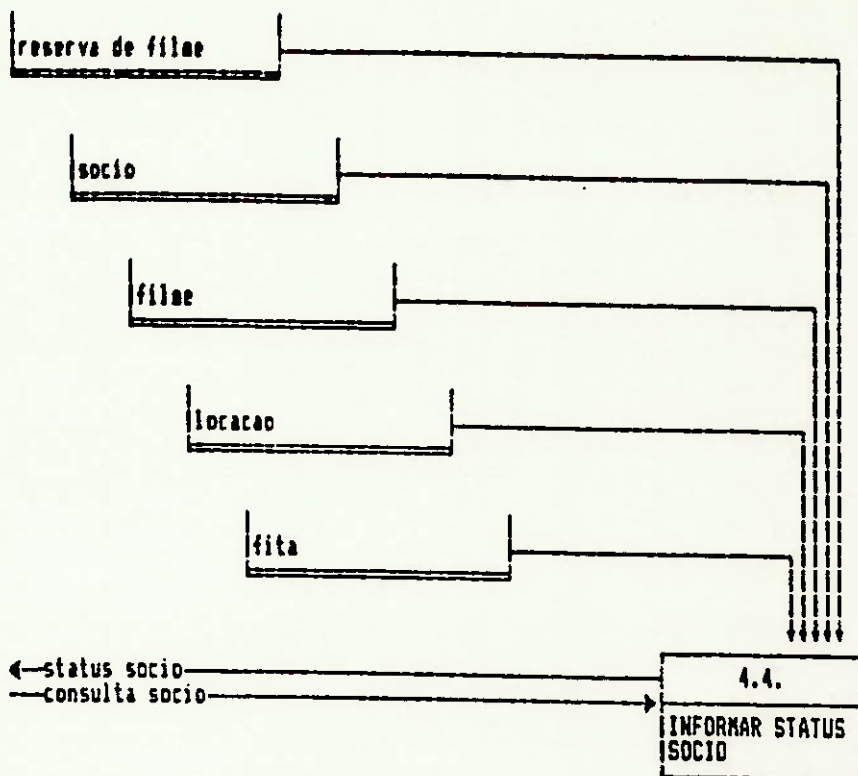 reserva de filme
socio
filme
locacao
fita
status socio
consulta socio
4.4.
INFORMAR STATUS
SOCIO